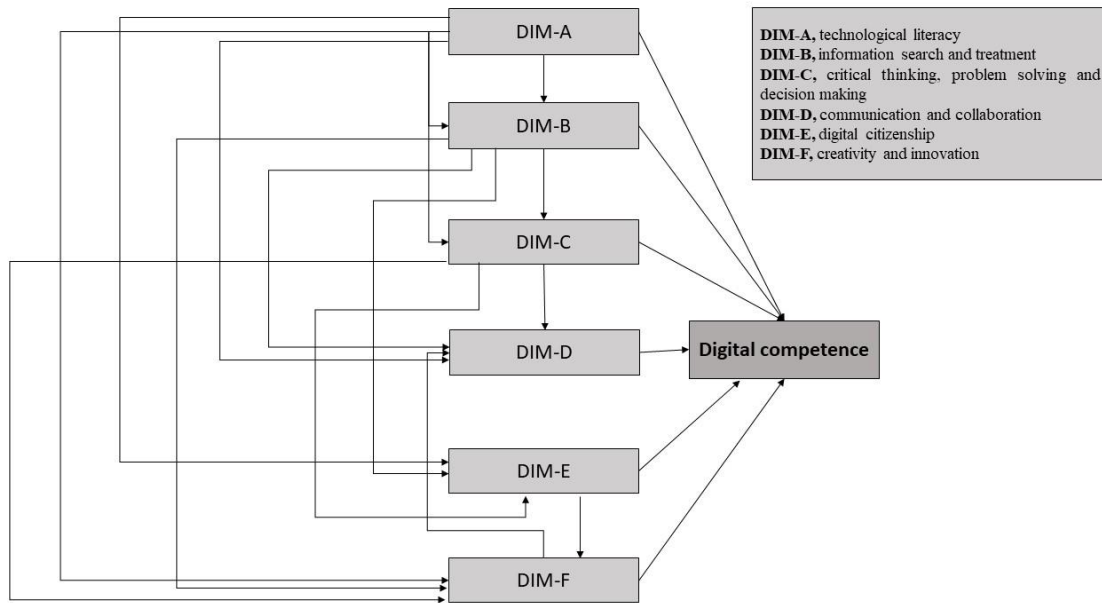 DIM-A
DIM-B
DIM-C
DIM-D
DIM-E
DIM-F
Digital competence
DIM-A, technological literacy
DIM-B, information search and treatment
DIM-C, critical thinking, problem solving and
decision making
DIM-D, communication and collaboration
DIM-E, digital citizenship
DIM-F, creativity and innovation